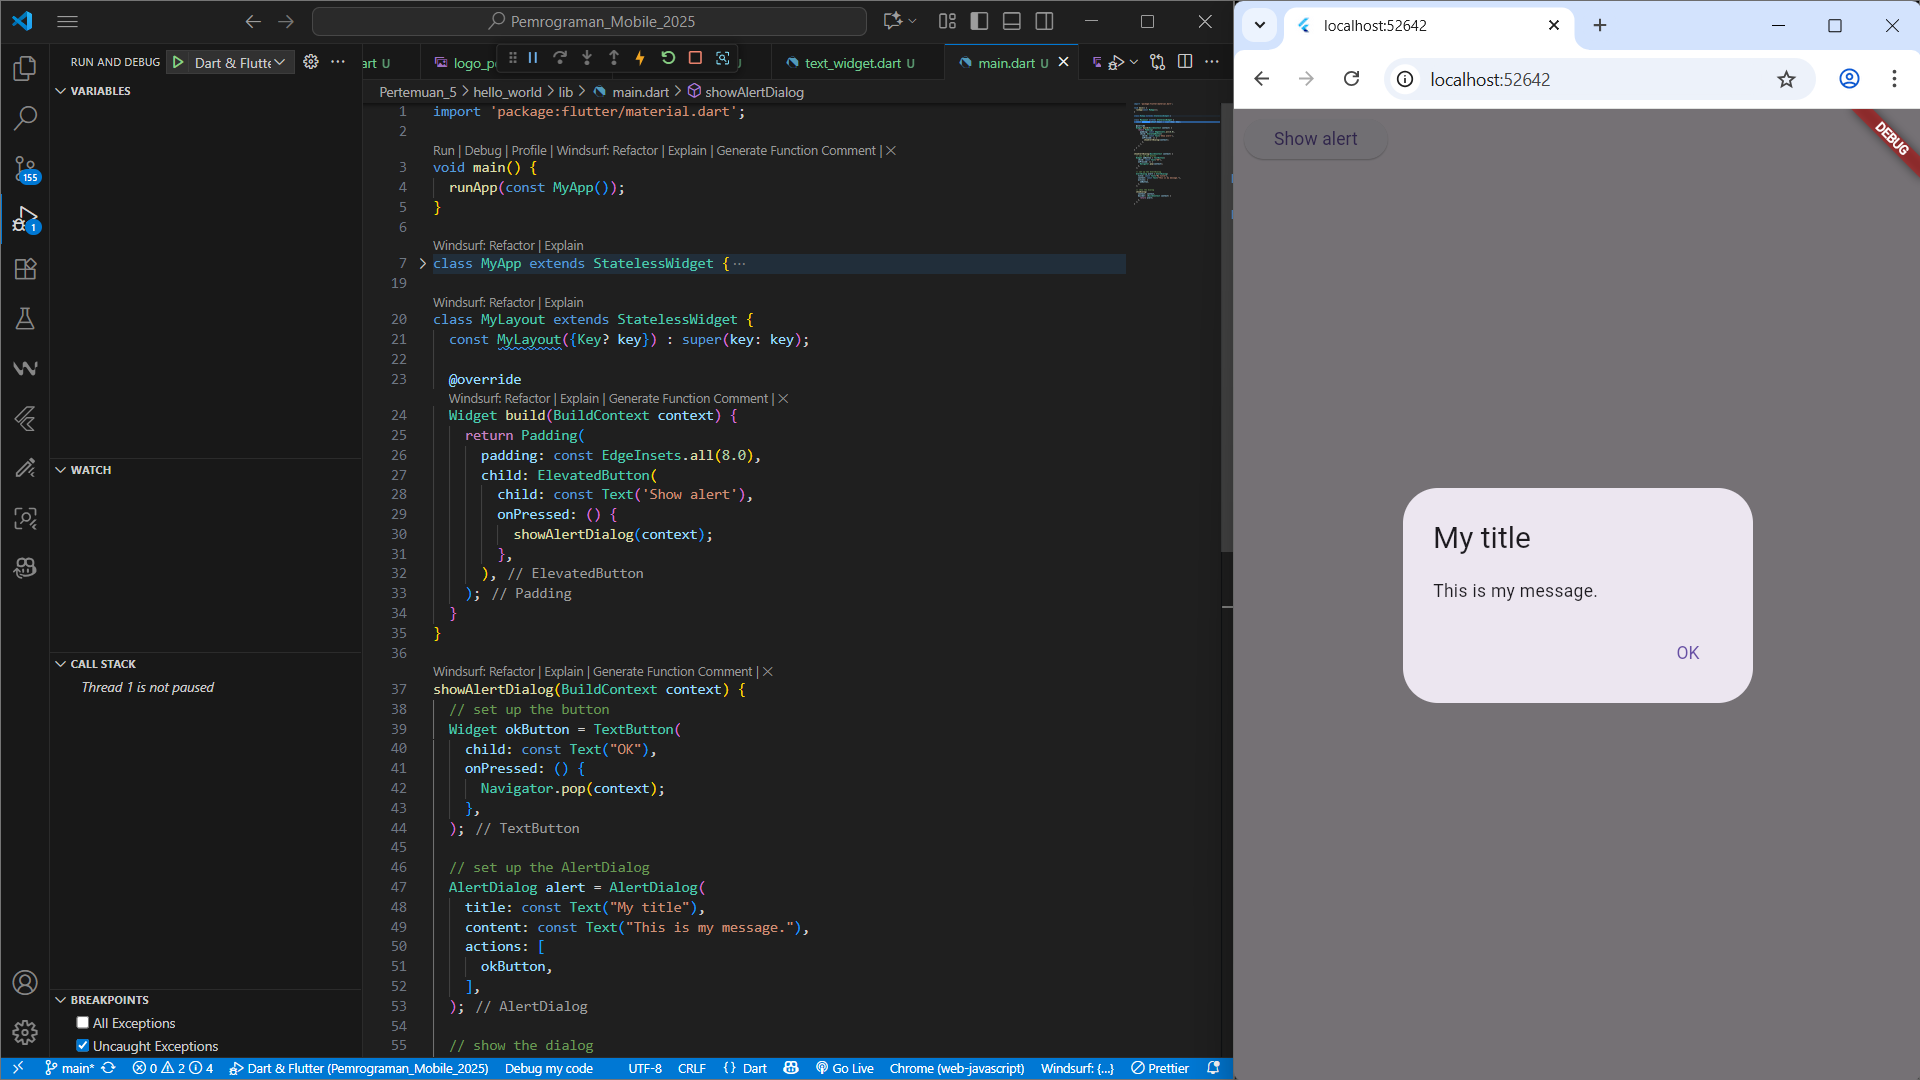 Pemrograman_Mobile_2025
RUN AND DEBUG
Dart & Flutte
VARIABLES
WATCH
CALL STACK
Thread 1 is not paused
BREAKPOINTS
All Exceptions
Uncaught Exceptions
155
1
art U
logo_p
U
text_widget.dart U
main.dart U
Pertemuan_5 > hello_world > lib > main.dart > showAlertDialog
1 import 'package:flutter/material.dart';
2
Run | Debug | Profile | Windsurf: Refactor | Explain | Generate Function Comment | X
3 void main() {
4 runApp(const MyApp());
5 }
6
Windsurf: Refactor | Explain
7 class MyApp extends StatelessWidget { ...
19
Windsurf: Refactor | Explain
20 class MyLayout extends StatelessWidget {
21 const MyLayout({Key? key}) : super(key: key);
22
23 @override
Windsurf: Refactor | Explain | Generate Function Comment | X
24 Widget build(BuildContext context) {
25 return Padding(
26 padding: const EdgeInsets.all(8.0),
27 child: ElevatedButton(
28 child: const Text('Show alert'),
29 onPressed: () {
30 showAlertDialog(context);
31 },
32 ), // ElevatedButton
33 ); // Padding
34 }
35 }
36
Windsurf: Refactor | Explain | Generate Function Comment | X
37 showAlertDialog(BuildContext context) {
38 // set up the button
39 Widget okButton = TextButton(
40 child: const Text("OK"),
41 onPressed: () {
42 Navigator.pop(context);
43 },
44 ); // TextButton
45
46 // set up the AlertDialog
47 AlertDialog alert = AlertDialog(
48 title: const Text("My title"),
49 content: const Text("This is my message."),
50 actions: [
51 okButton,
52 ],
53 ); // AlertDialog
54
55 // show the dialog
main* 0 2 4 Dart & Flutter (Pemrograman_Mobile_2025) Debug my code UTF-8 CRLF {} Dart Go Live Chrome (web-javascript) Windsurf: {...} Prettier
localhost:52642
localhost:52642
Show alert
DEBUG
My title
This is my message.
OK